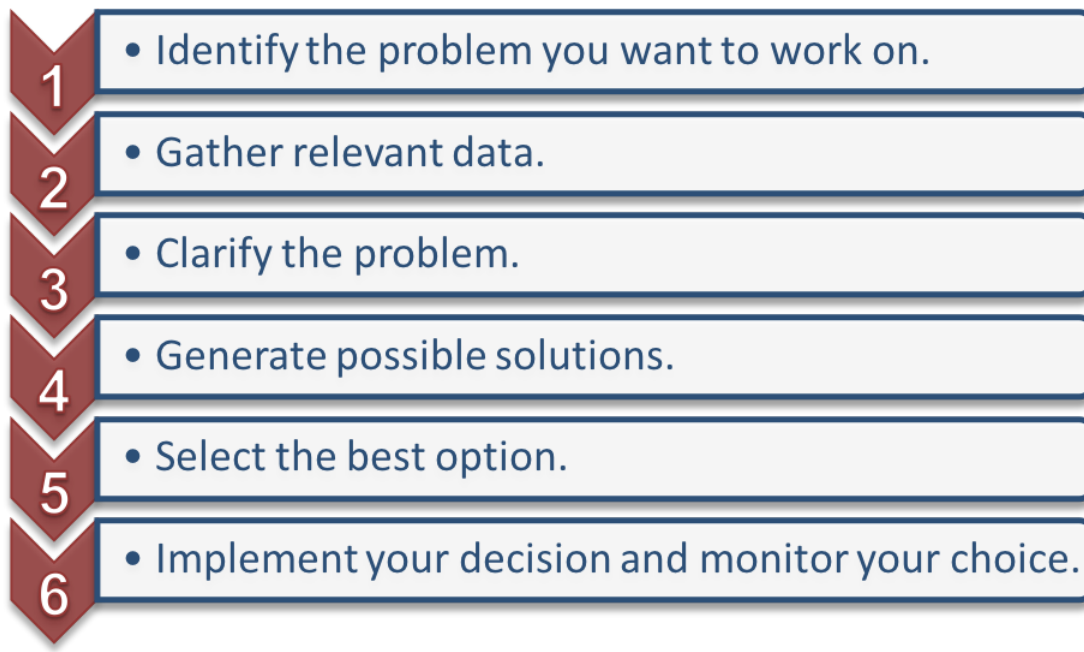 1 • Identify the problem you want to work on.
2 • Gather relevant data.
3 • Clarify the problem.
4 • Generate possible solutions.
5 • Select the best option.
6 • Implement your decision and monitor your choice.